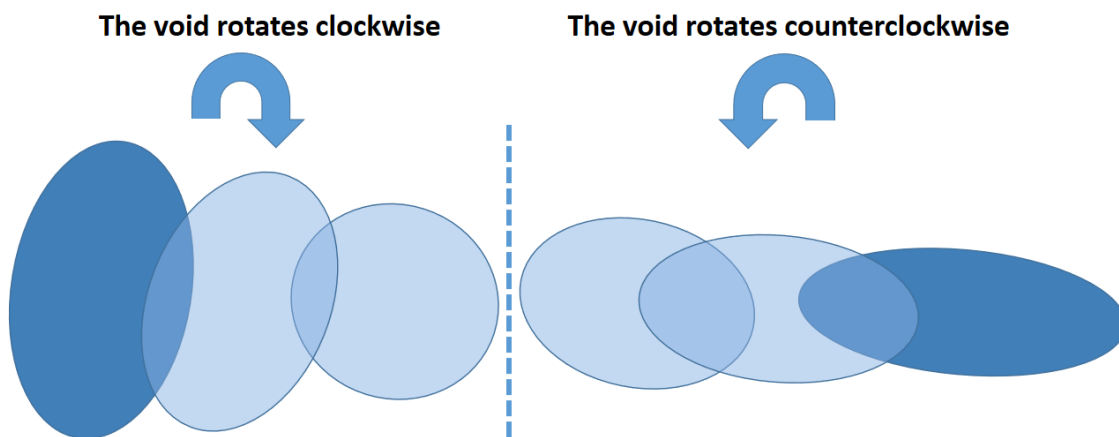 The void rotates clockwise
The void rotates counterclockwise